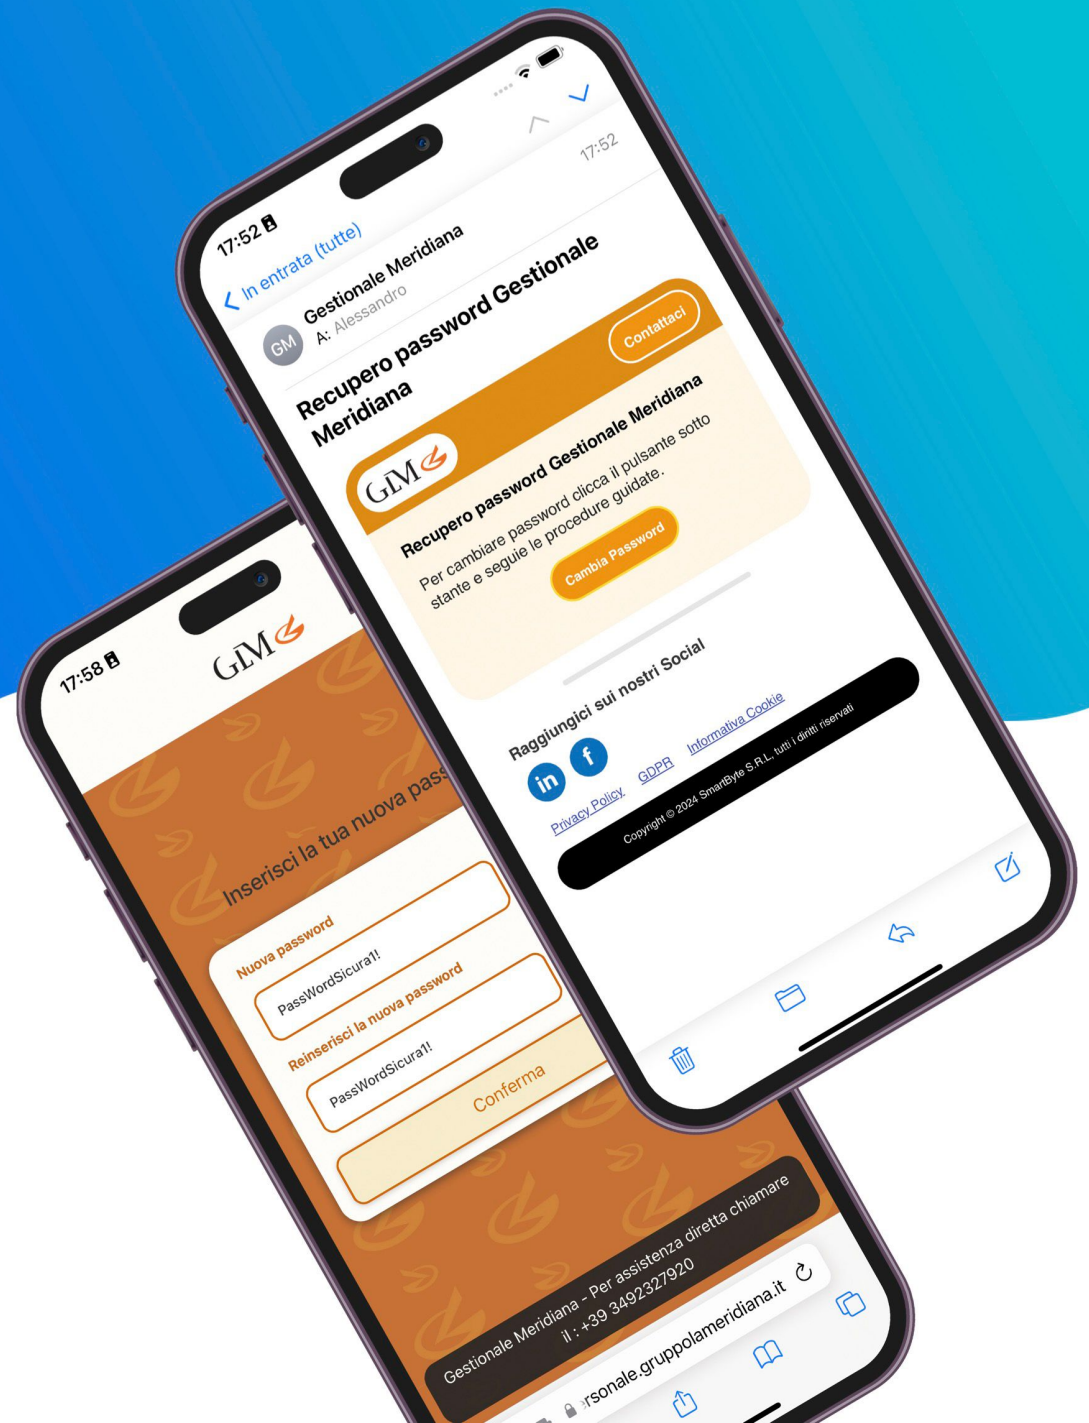 17:52
In entrata (tutte)
GM
Gestionale Meridiana
A: Alessandro
17:52
Recupero password Gestionale
Meridiana
GIM
Contattaci
Recupero password Gestionale Meridiana
Per cambiare password clicca il pulsante sotto
stante e seguie le procedure guidate.
Cambia Password
Raggiungici sui nostri Social
in f
Privacy Policy GDPR Informativa Cookie
Copyright © 2024 SmartByte S.R.L, tutti i diritti riservati
17:58
GIM
Inserisci la tua nuova pass
Nuova password
PassWordSicura1!
Reinserisci la nuova password
PassWordSicura1!
Conferma
Gestionale Meridiana - Per assistenza diretta chiamare
il : +39 3492327920
rsonale.gruppolameridiana.it